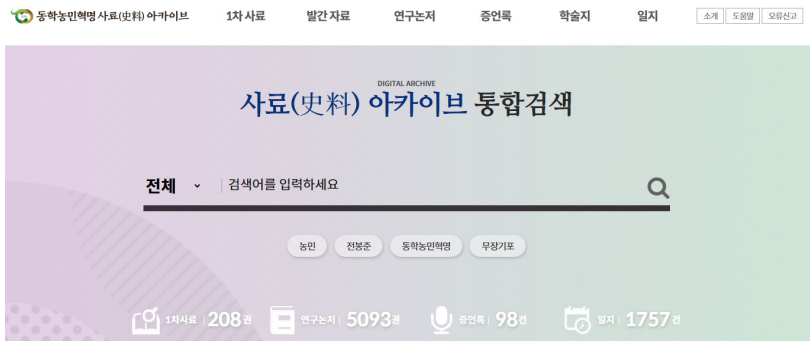 동학농민혁명 사료(史料) 아카이브 1차 사료 발간 자료 연구논저 증언록 학술지 일지 소개 도움말 오류신고
DIGITAL ARCHIVE
사료(史料) 아카이브 통합검색
전체 검색어를 입력하세요
농민 전봉준 동학농민혁명 무장기포
1차사료 | 208권 연구논저 | 5093권 증언록 | 98건 일지 | 1757건